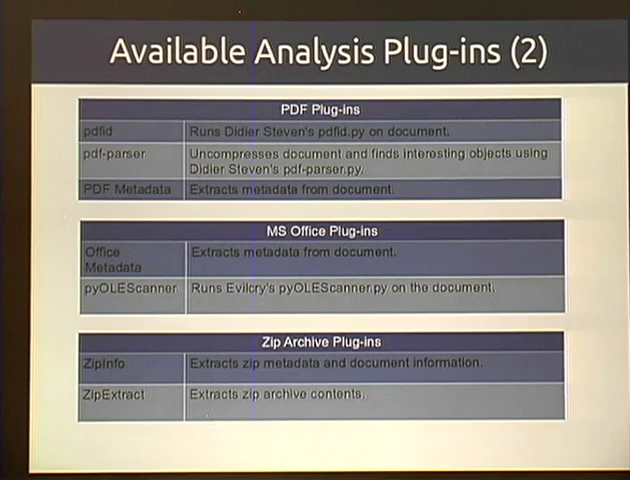 Available Analysis Plug-ins (2)
PDF Plug-ins
pdfid Runs Didier Steven's pdfid.py on document.
pdf-parser Uncompresses document and finds interesting objects using
Didier Steven's pdf-parser.py.
PDF Metadata Extracts metadata from document.
MS Office Plug-ins
Office Extracts metadata from document.
Metadata
pyOLEScanner Runs Evilcry's pyOLEScanner.py on the document.
Zip Archive Plug-ins
ZipInfo Extracts zip metadata and document information.
ZipExtract Extracts zip archive contents.